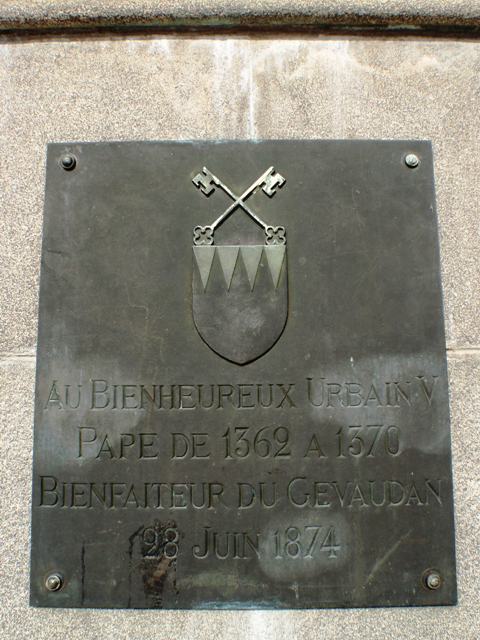 Au Bienheureux Urbain V
Pape de 1362 a 1370
Bienfaiteur du Gevaudan
28 Juin 1874